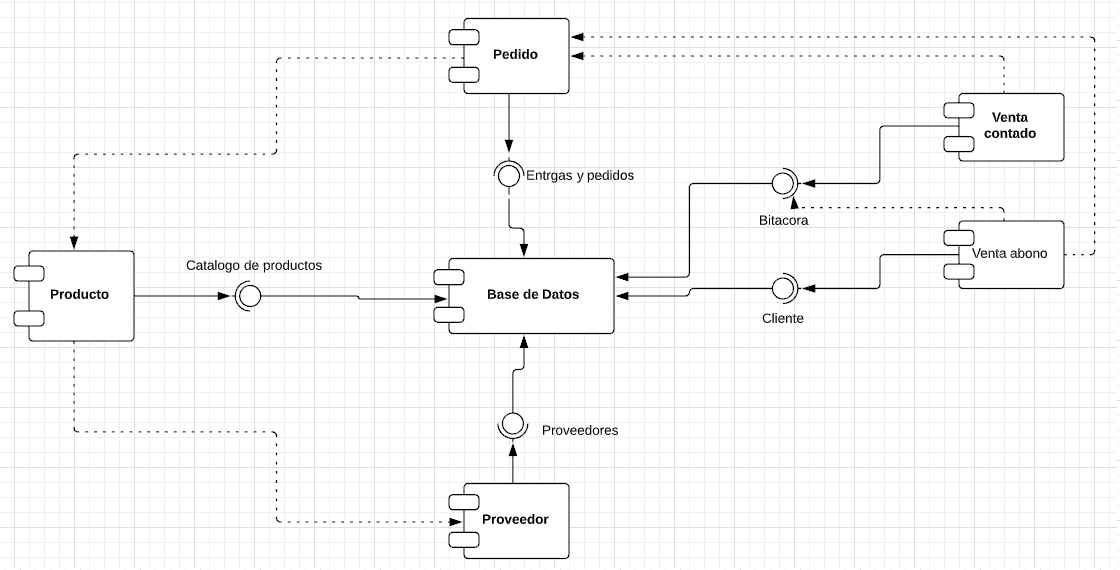 Pedido
Venta
contado
Entrgas y pedidos
Bitacora
Venta abono
Catalogo de productos
Producto
Base de Datos
Cliente
Proveedores
Proveedor